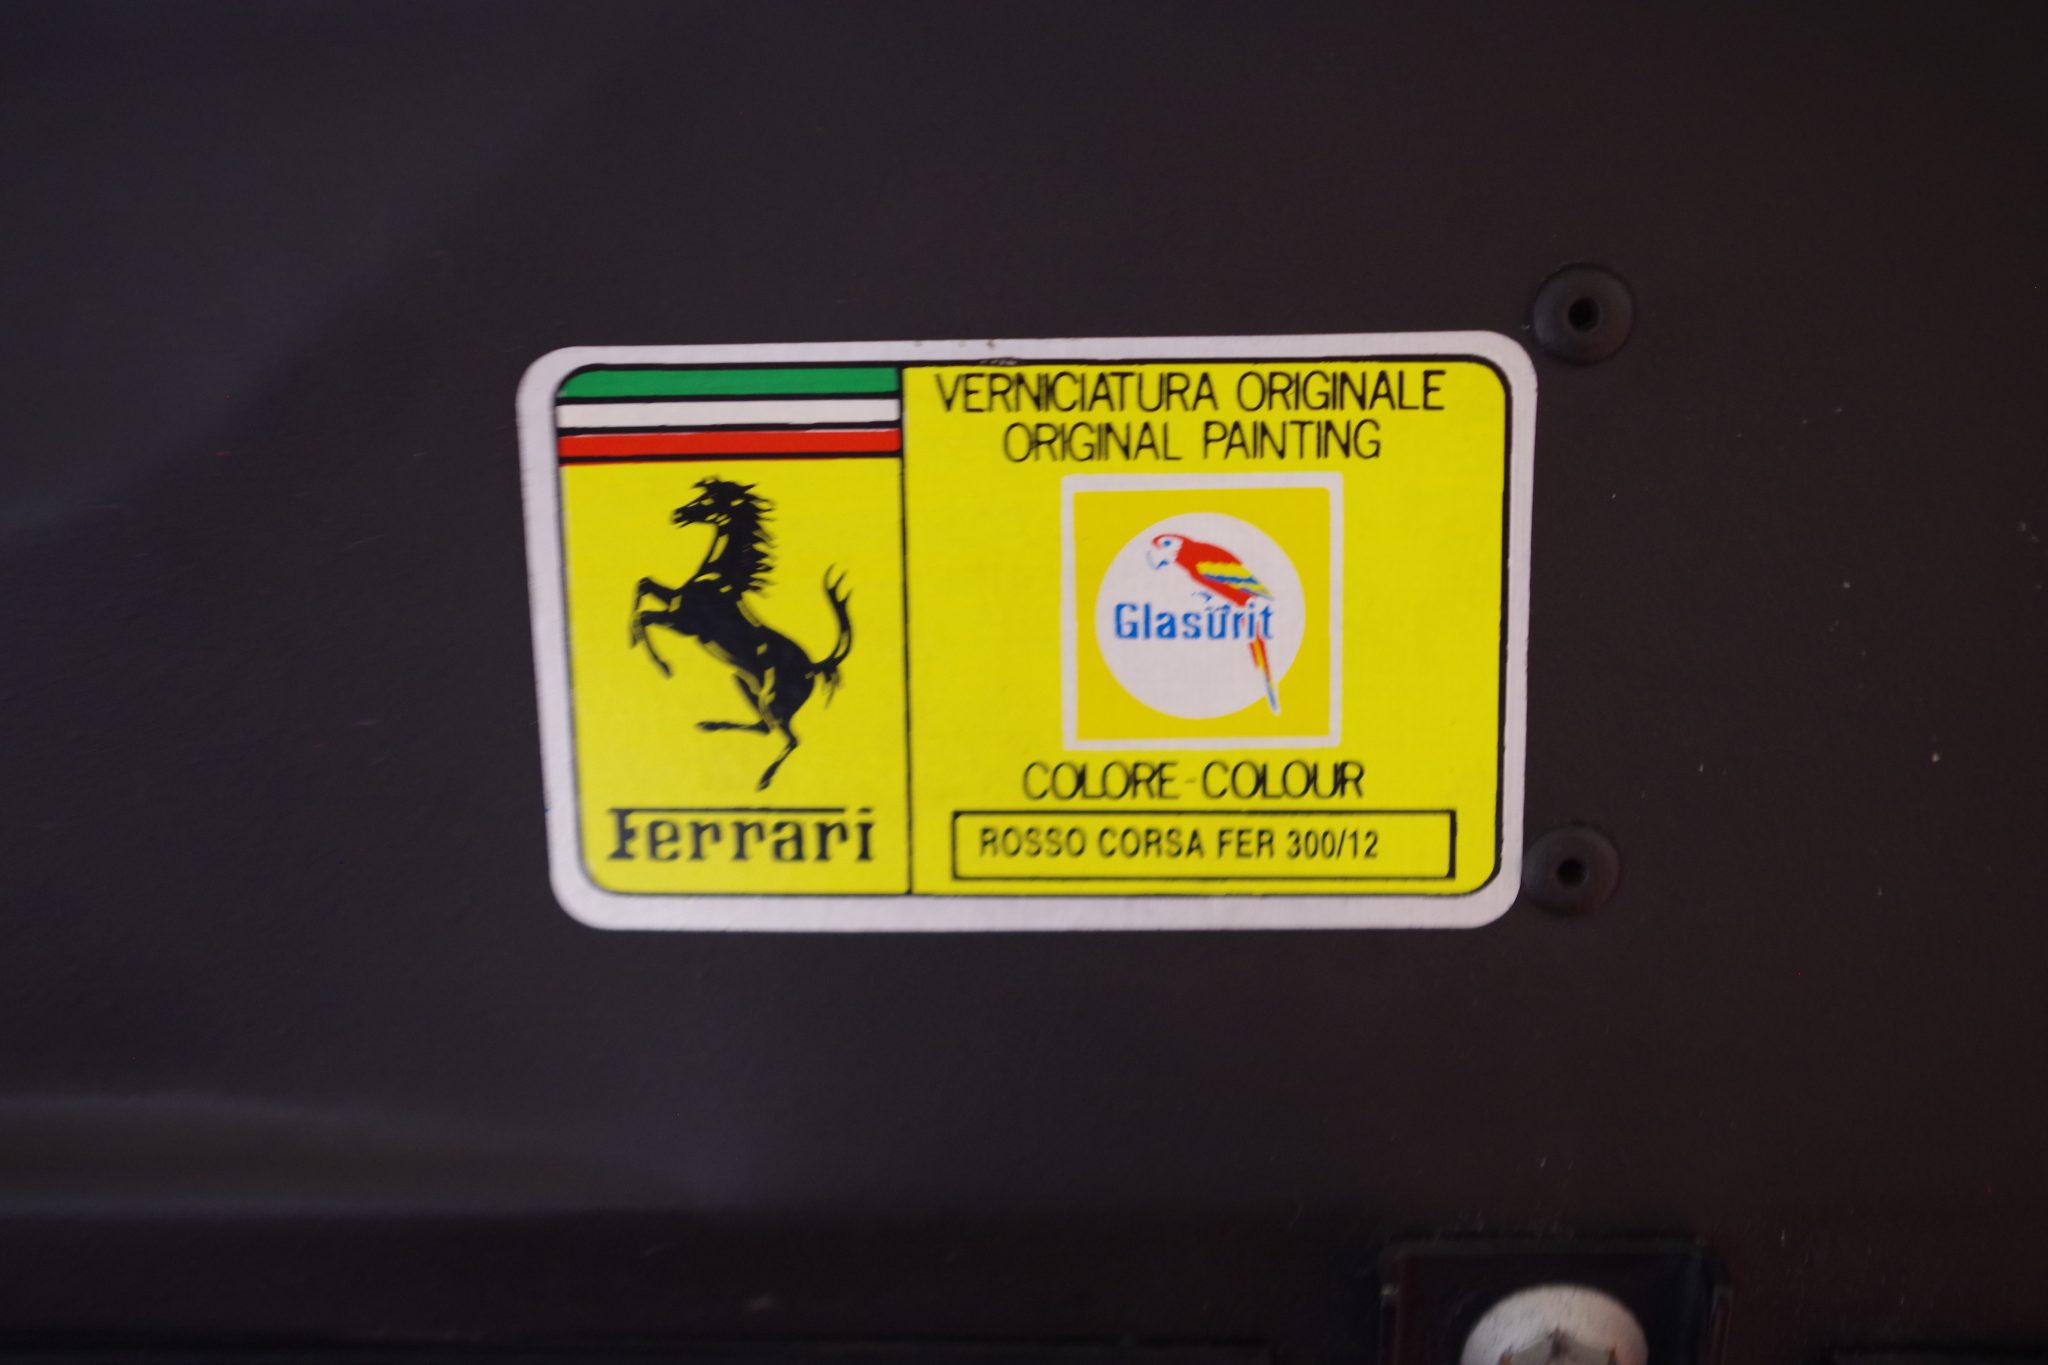 VERNICIATURA ORIGINALE
ORIGINAL PAINTING
Glasurit
COLORE - COLOUR
ROSSO CORSA FER 300/12
Ferrari